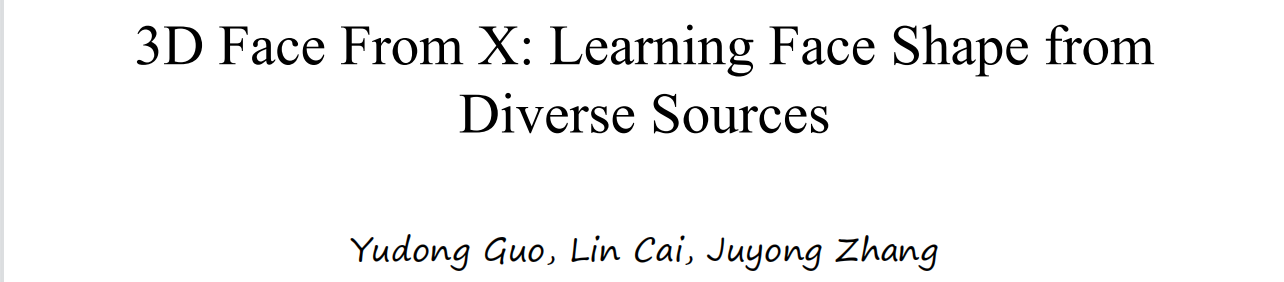 3D Face From X: Learning Face Shape from
Diverse Sources
Yudong Guo, Lin Cai, Juyong Zhang